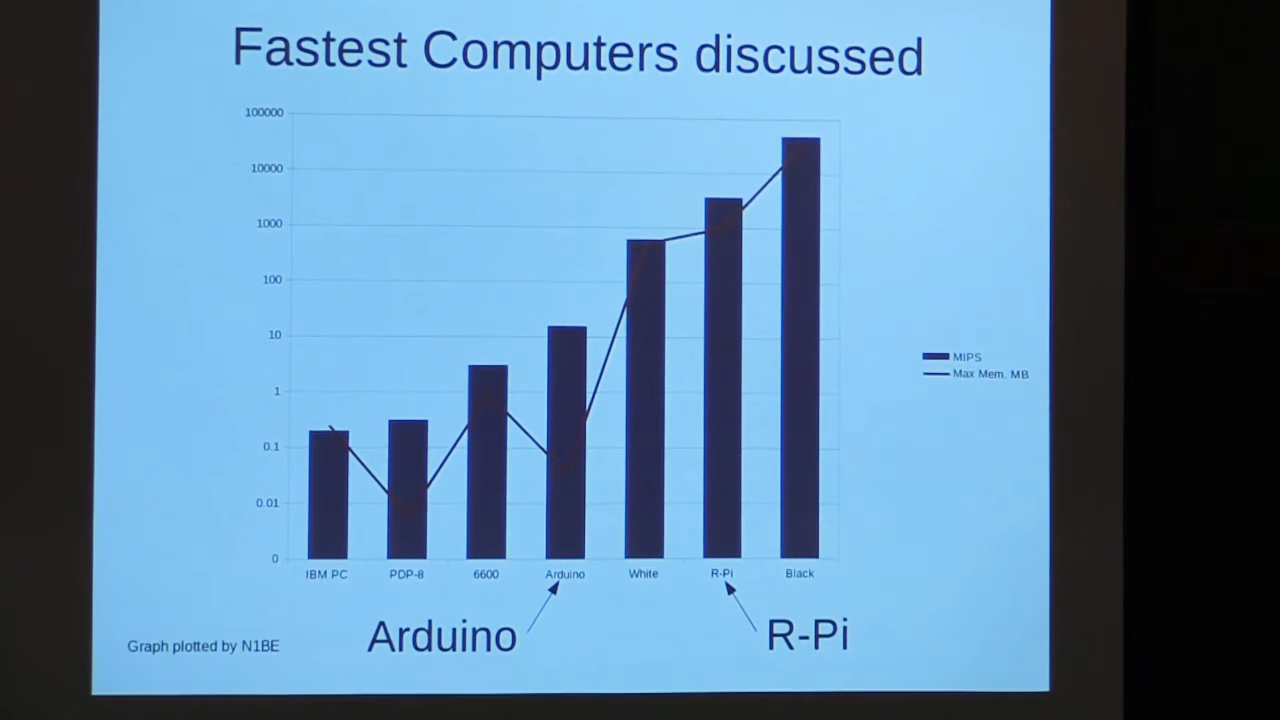 Fastest Computers discussed
100000
10000
1000
100
10
1
0.1
0.01
0
MIPS
Max Mem. MB
IBM PC PDP-8 6600 Arduino White R-Pi Black
Arduino R-Pi
Graph plotted by N1BE